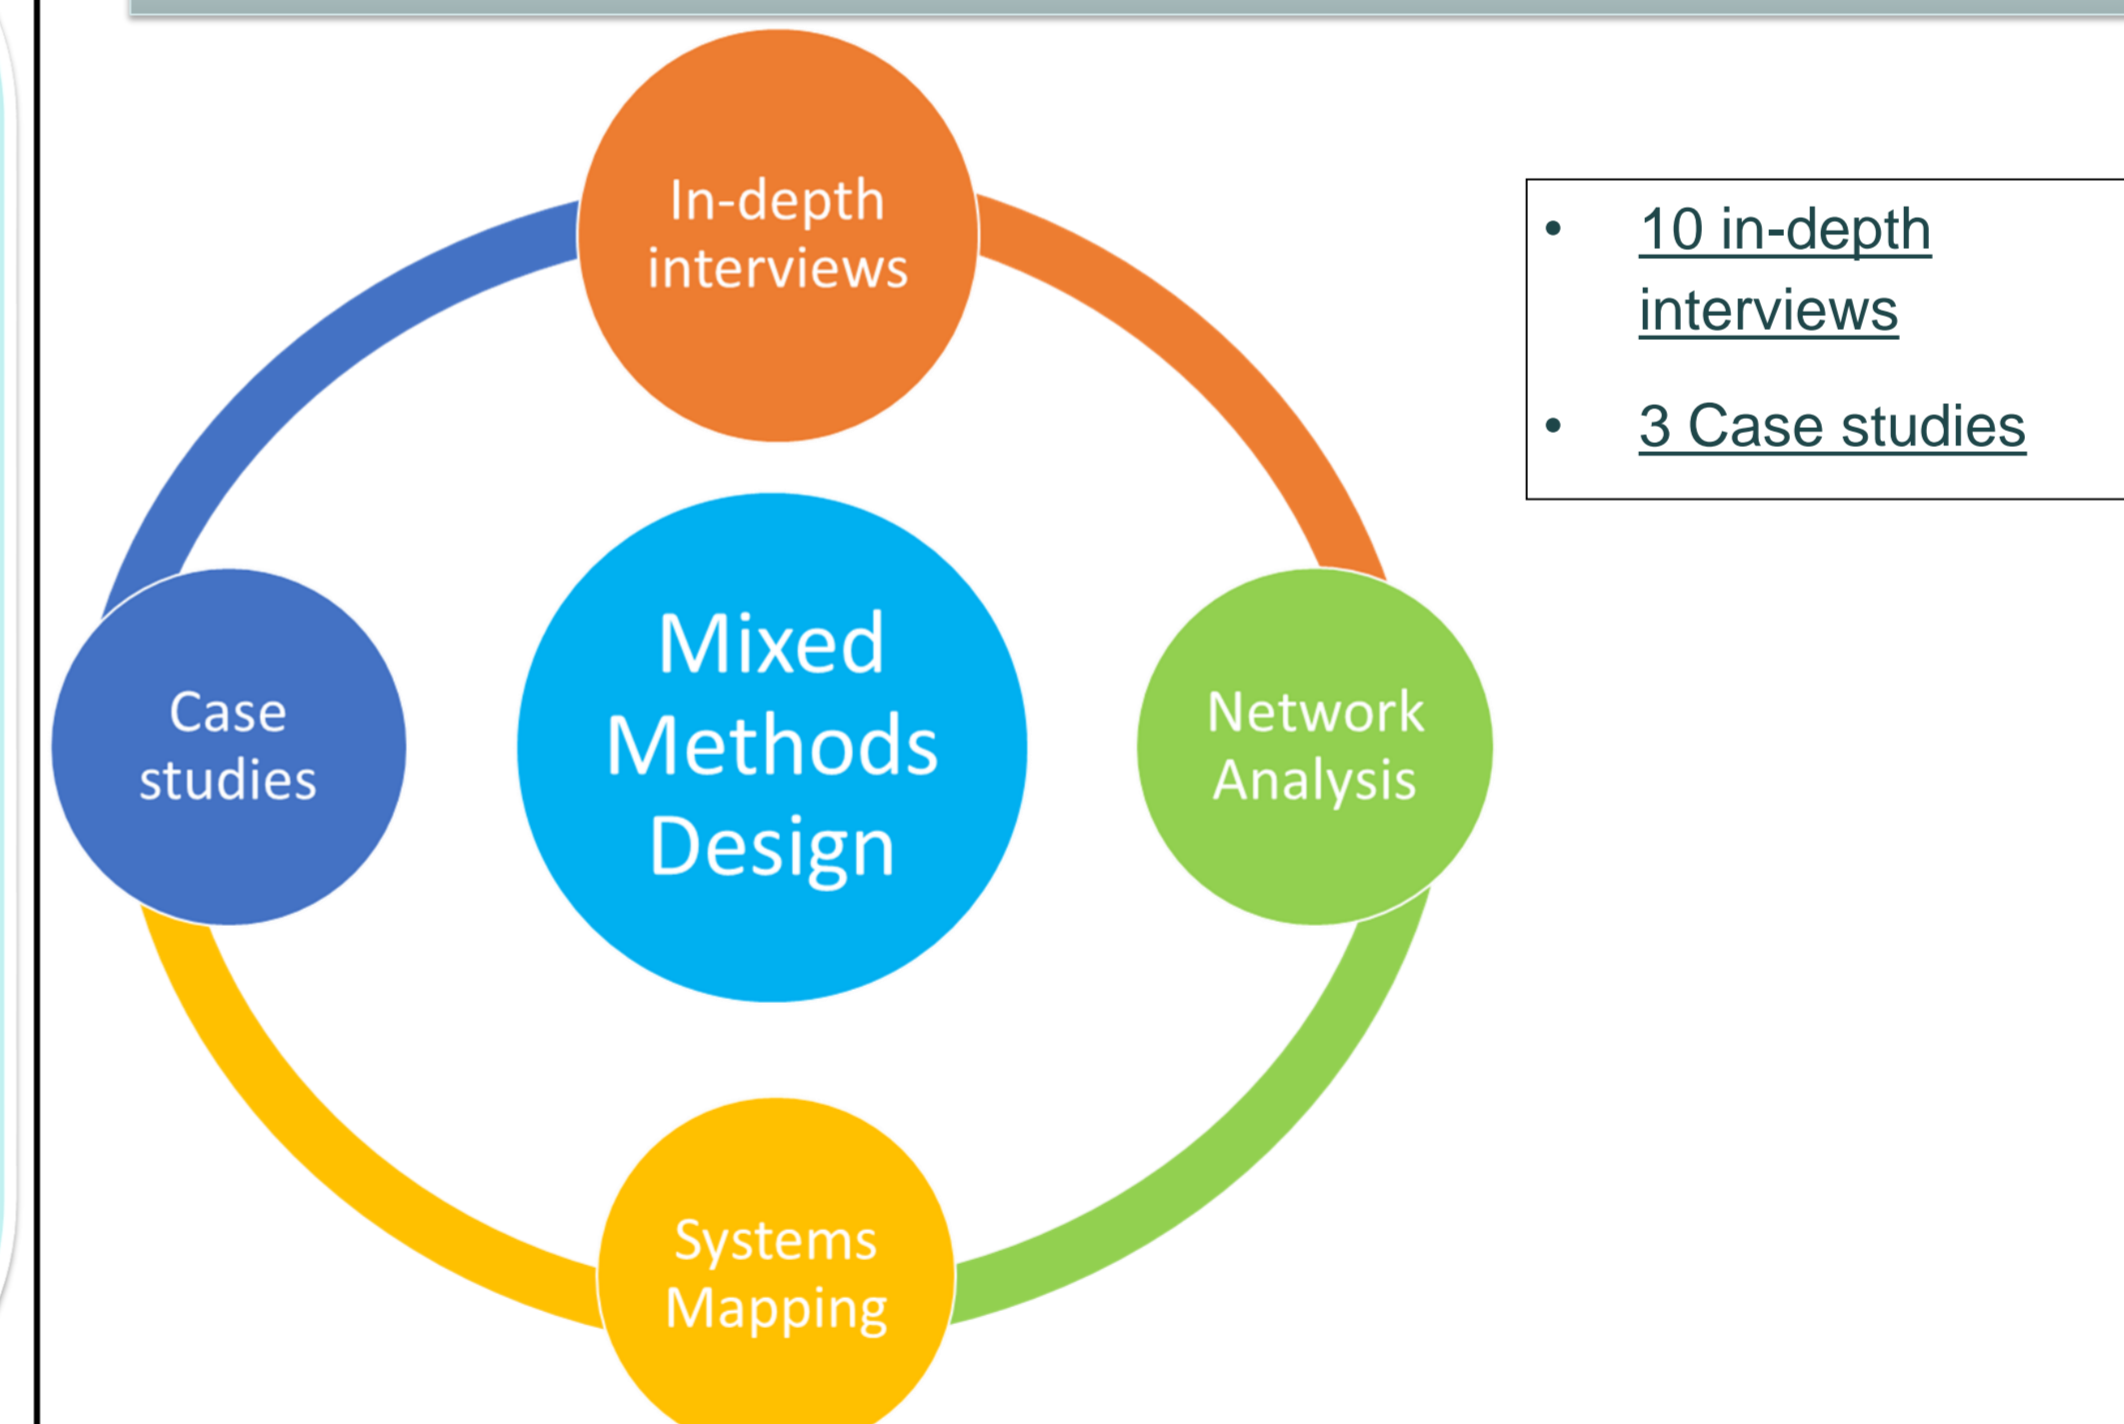 In-depth
interviews
Mixed
Methods
Design
Case
studies
Network
Analysis
Systems
Mapping
• 10 in-depth
interviews
• 3 Case studies